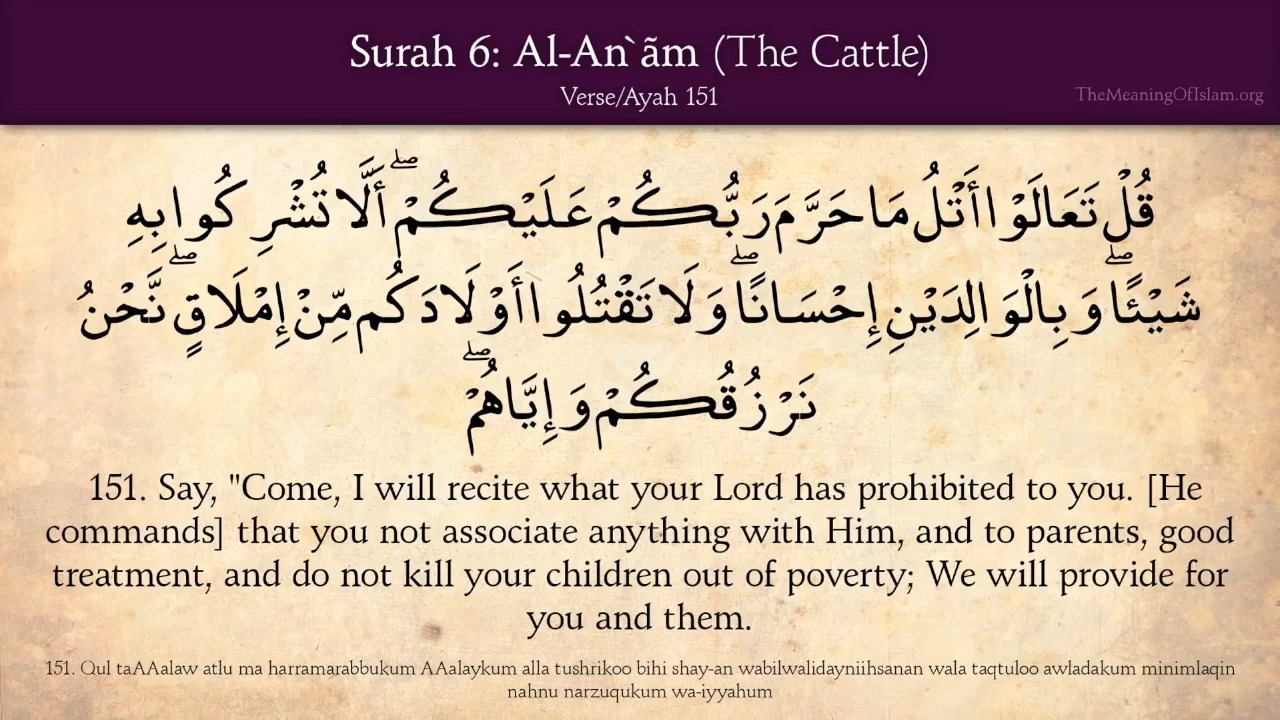 Surah 6: Al-An`ãm (The Cattle)
Verse/Ayah 151
TheMeaningOfIslam.org
قُلْ تَعَالَوْا أَتْلُ مَا حَرَّمَ رَبُّكُمْ عَلَيْكُمْ ۖ أَلَّا تُشْرِكُوا بِهِ
شَيْئًا ۖ وَبِالْوَالِدَيْنِ إِحْسَانًا ۖ وَلَا تَقْتُلُوا أَوْلَادَكُم مِّنْ إِمْلَاقٍ ۖ نَّحْنُ
نَرْزُقُكُمْ وَإِيَّاهُمْ ۖ
151. Say, "Come, I will recite what your Lord has prohibited to you. [He
commands] that you not associate anything with Him, and to parents, good
treatment, and do not kill your children out of poverty; We will provide for
you and them.
151. Qul taAAalaw atlu ma harramarabbukum AAalaykum alla tushrikoo bihi shay-an wabilwalidayniihsanan wala taqtuloo awladakum minimlaqin
nahnu narzuqukum wa-iyyahum